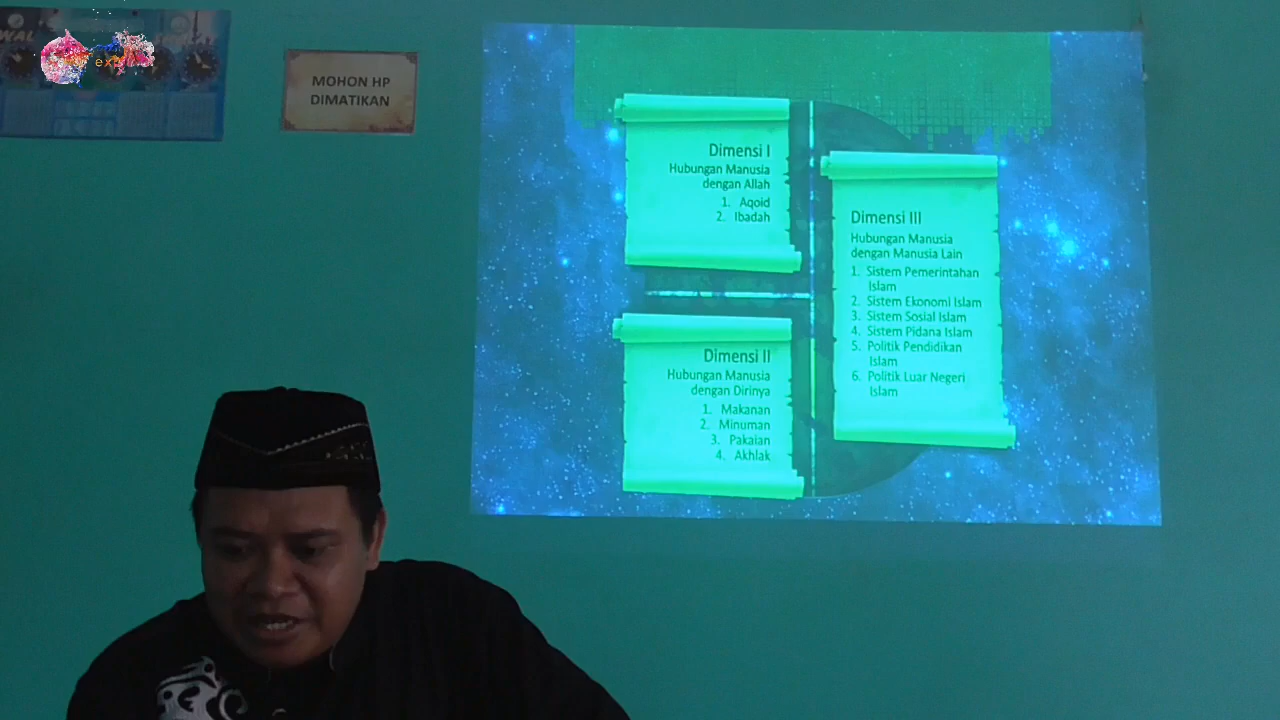 MOHON HP
DIMATIKAN
Dimensi I
Hubungan Manusia
dengan Allah
1. Aqoid
2. Ibadah
Dimensi II
Hubungan Manusia
dengan Dirinya
1. Makanan
2. Minuman
3. Pakaian
4. Akhlak
Dimensi III
Hubungan Manusia
dengan Manusia Lain
1. Sistem Pemerintahan
Islam
2. Sistem Ekonomi Islam
3. Sistem Sosial Islam
4. Sistem Pidana Islam
5. Politik Pendidikan
Islam
6. Politik Luar Negeri
Islam